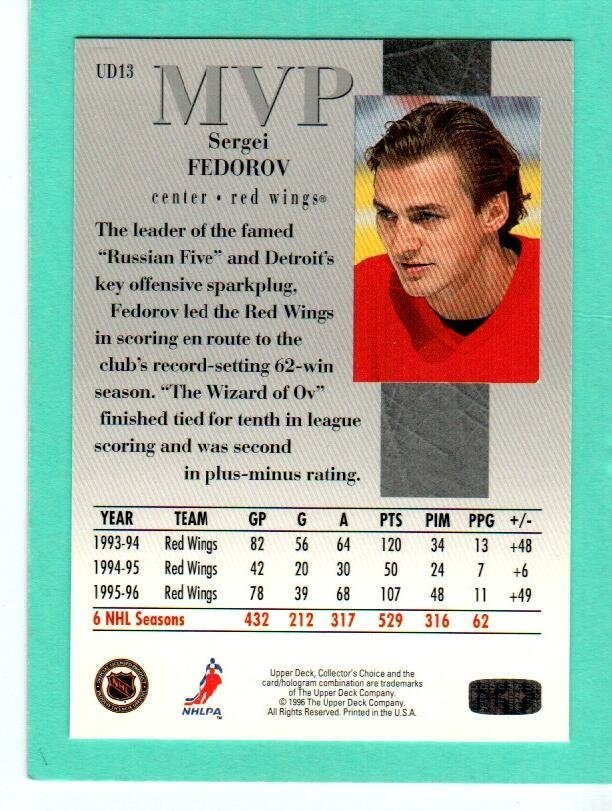 UD13
MVP
Sergei
FEDOROV
center • red wings®
The leader of the famed
"Russian Five" and Detroit's
key offensive sparkplug,
Fedorov led the Red Wings
in scoring en route to the
club's record-setting 62-win
season. "The Wizard of Ov"
finished tied for tenth in league
scoring and was second
in plus-minus rating.
YEAR TEAM GP G A PTS PIM PPG +/-
1993-94 Red Wings 82 56 64 120 34 13 +48
1994-95 Red Wings 42 20 30 50 24 7 +6
1995-96 Red Wings 78 39 68 107 48 11 +49
6 NHL Seasons 432 212 317 529 316 62
NHL
NHLPA™
Upper Deck, Collector's Choice and the
card/hologram combination are trademarks
of The Upper Deck Company.
© 1996 The Upper Deck Company.
All Rights Reserved. Printed in the U.S.A.